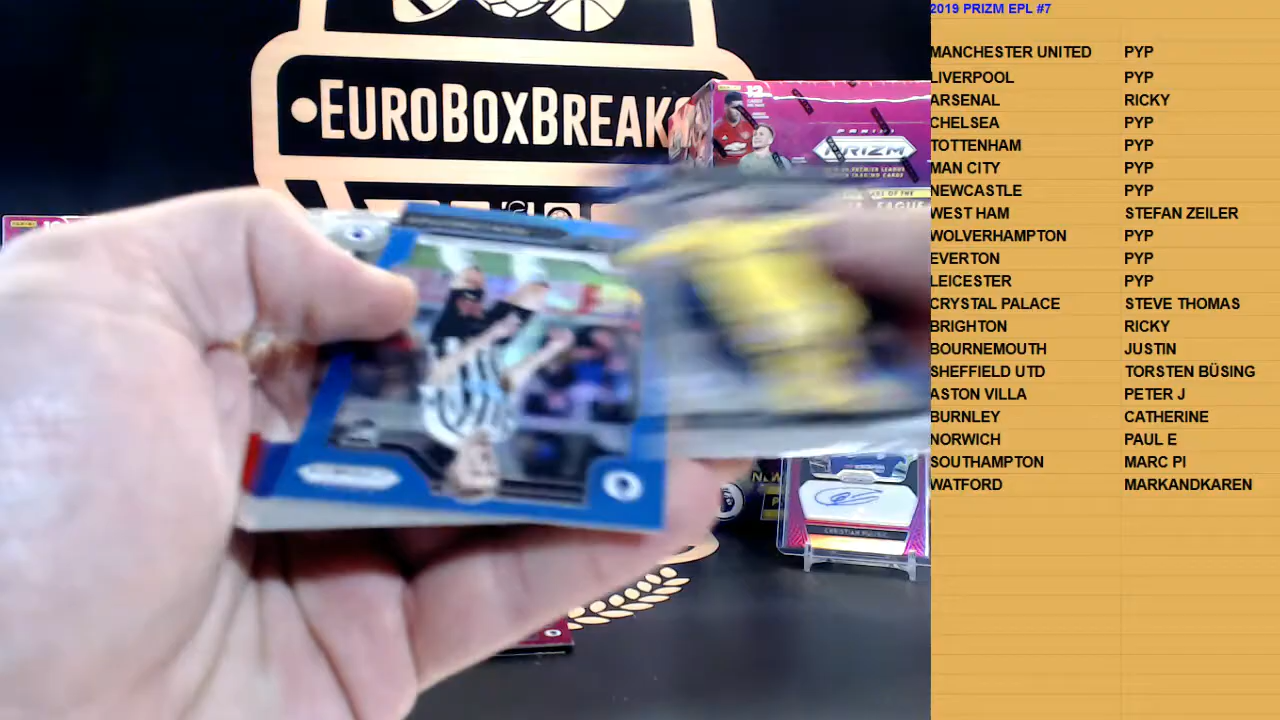 2019 PRIZM EPL #7
EUROBOXBREAK
MANCHESTER UNITED PYP
LIVERPOOL PYP
ARSENAL RICKY
CHELSEA PYP
TOTTENHAM PYP
MAN CITY PYP
NEWCASTLE PYP
WEST HAM STEFAN ZEILER
WOLVERHAMPTON PYP
EVERTON PYP
LEICESTER PYP
CRYSTAL PALACE STEVE THOMAS
BRIGHTON RICKY
BOURNEMOUTH JUSTIN
SHEFFIELD UTD TORSTEN BÜSING
ASTON VILLA PETER J
BURNLEY CATHERINE
NORWICH PAUL E
SOUTHAMPTON MARC PI
WATFORD MARKANDKAREN
12
PANINI
PRIZM